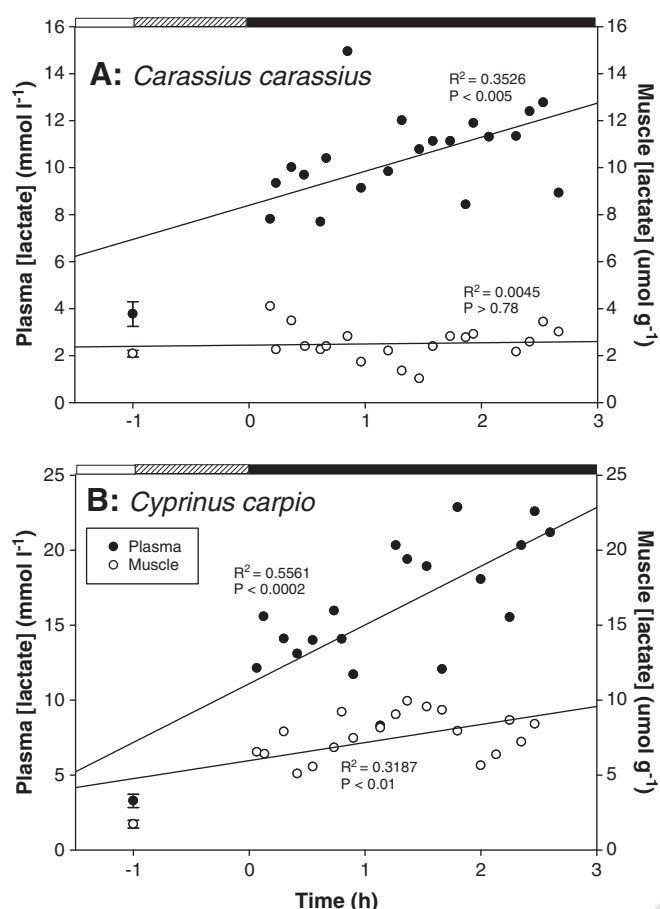 16
14
12
10
8
6
4
2
0
16
14
12
10
8
6
4
2
0
A: Carassius carassius
R² = 0.3526
P < 0.005
R² = 0.0045
P > 0.78
Plasma [lactate] (mmol l⁻¹)
Muscle [lactate] (umol g⁻¹)
-1 0 1 2 3
25
20
15
10
5
0
25
20
15
10
5
0
B: Cyprinus carpio
Plasma
Muscle
R² = 0.5561
P < 0.0002
R² = 0.3187
P < 0.01
Plasma [lactate] (mmol l⁻¹)
Muscle [lactate] (umol g⁻¹)
-1 0 1 2 3
Time (h)